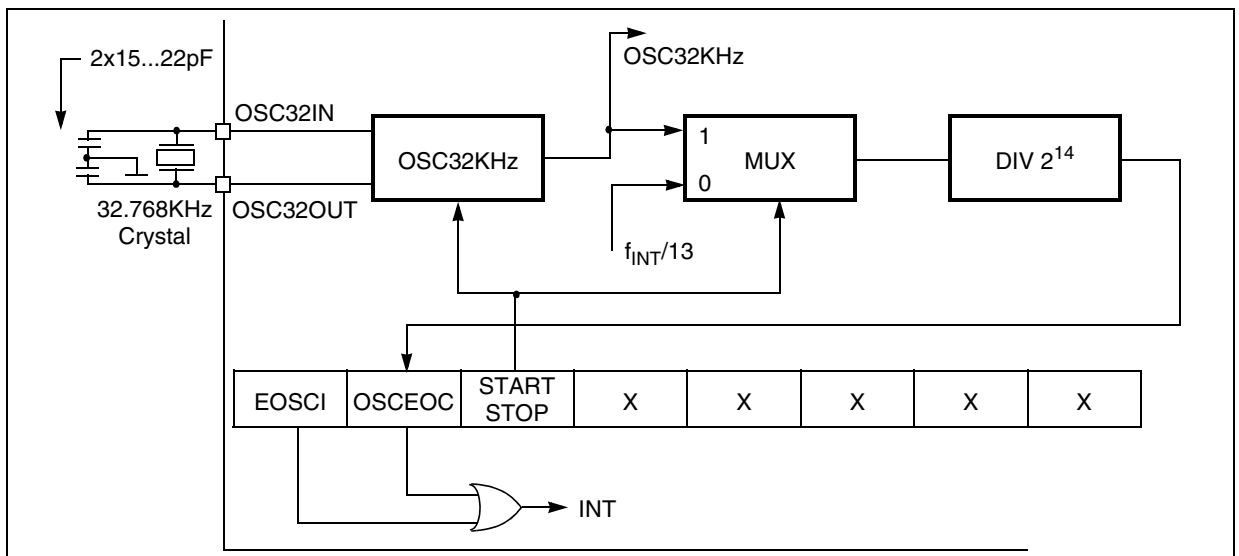 2x15...22pF
OSC32KHz
OSC32IN
OSC32KHz
1
MUX
0
DIV 2^14
32.768KHz
Crystal
OSC32OUT
f_INT/13
EOSCI
OSCEOC
START
STOP
X
X
X
X
X
INT